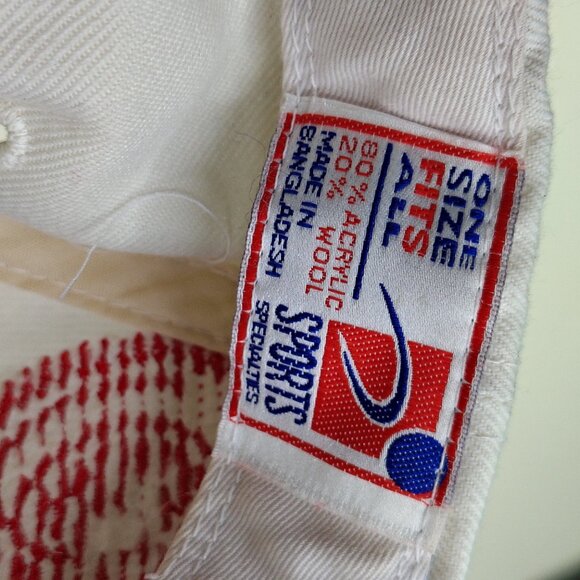 ONE
SIZE
FITS
ALL
80% ACRYLIC
20% WOOL
MADE IN
BANGLADESH
SPORTS
SPECIALTIES